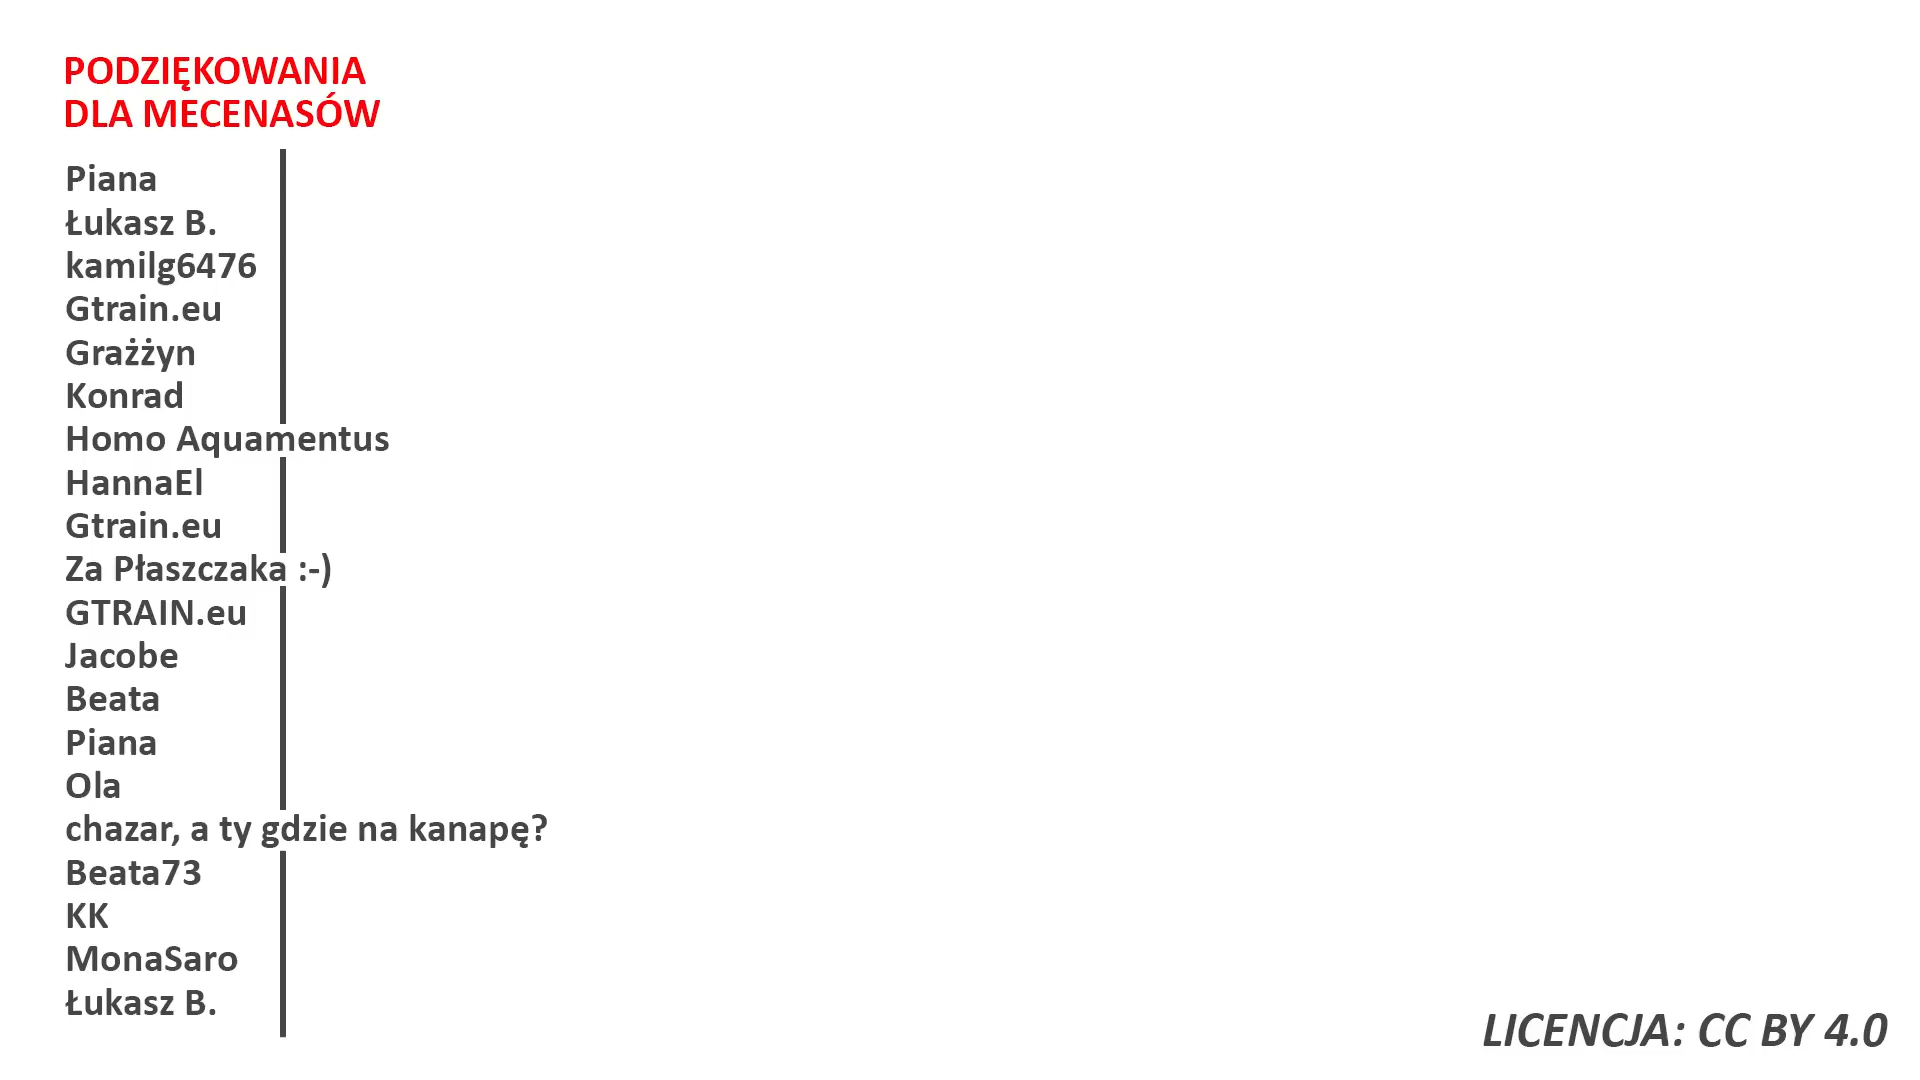 PODZIĘKOWANIA
DLA MECENASÓW
Piana
Łukasz B.
kamilg6476
Gtrain.eu
Grażżyn
Konrad
Homo Aquamentus
HannaEl
Gtrain.eu
Za Płaszczaka :-)
GTRAIN.eu
Jacobe
Beata
Piana
Ola
chazar, a ty gdzie na kanapę?
Beata73
KK
MonaSaro
Łukasz B.
LICENCJA: CC BY 4.0